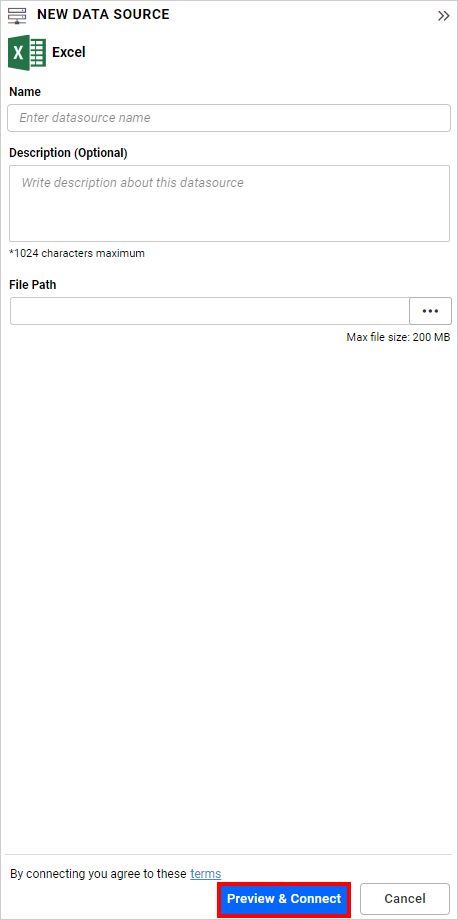 NEW DATA SOURCE
Excel
Name
Enter datasource name
Description (Optional)
Write description about this datasource
*1024 characters maximum
File Path
...
Max file size: 200 MB
By connecting you agree to these terms
Preview & Connect Cancel